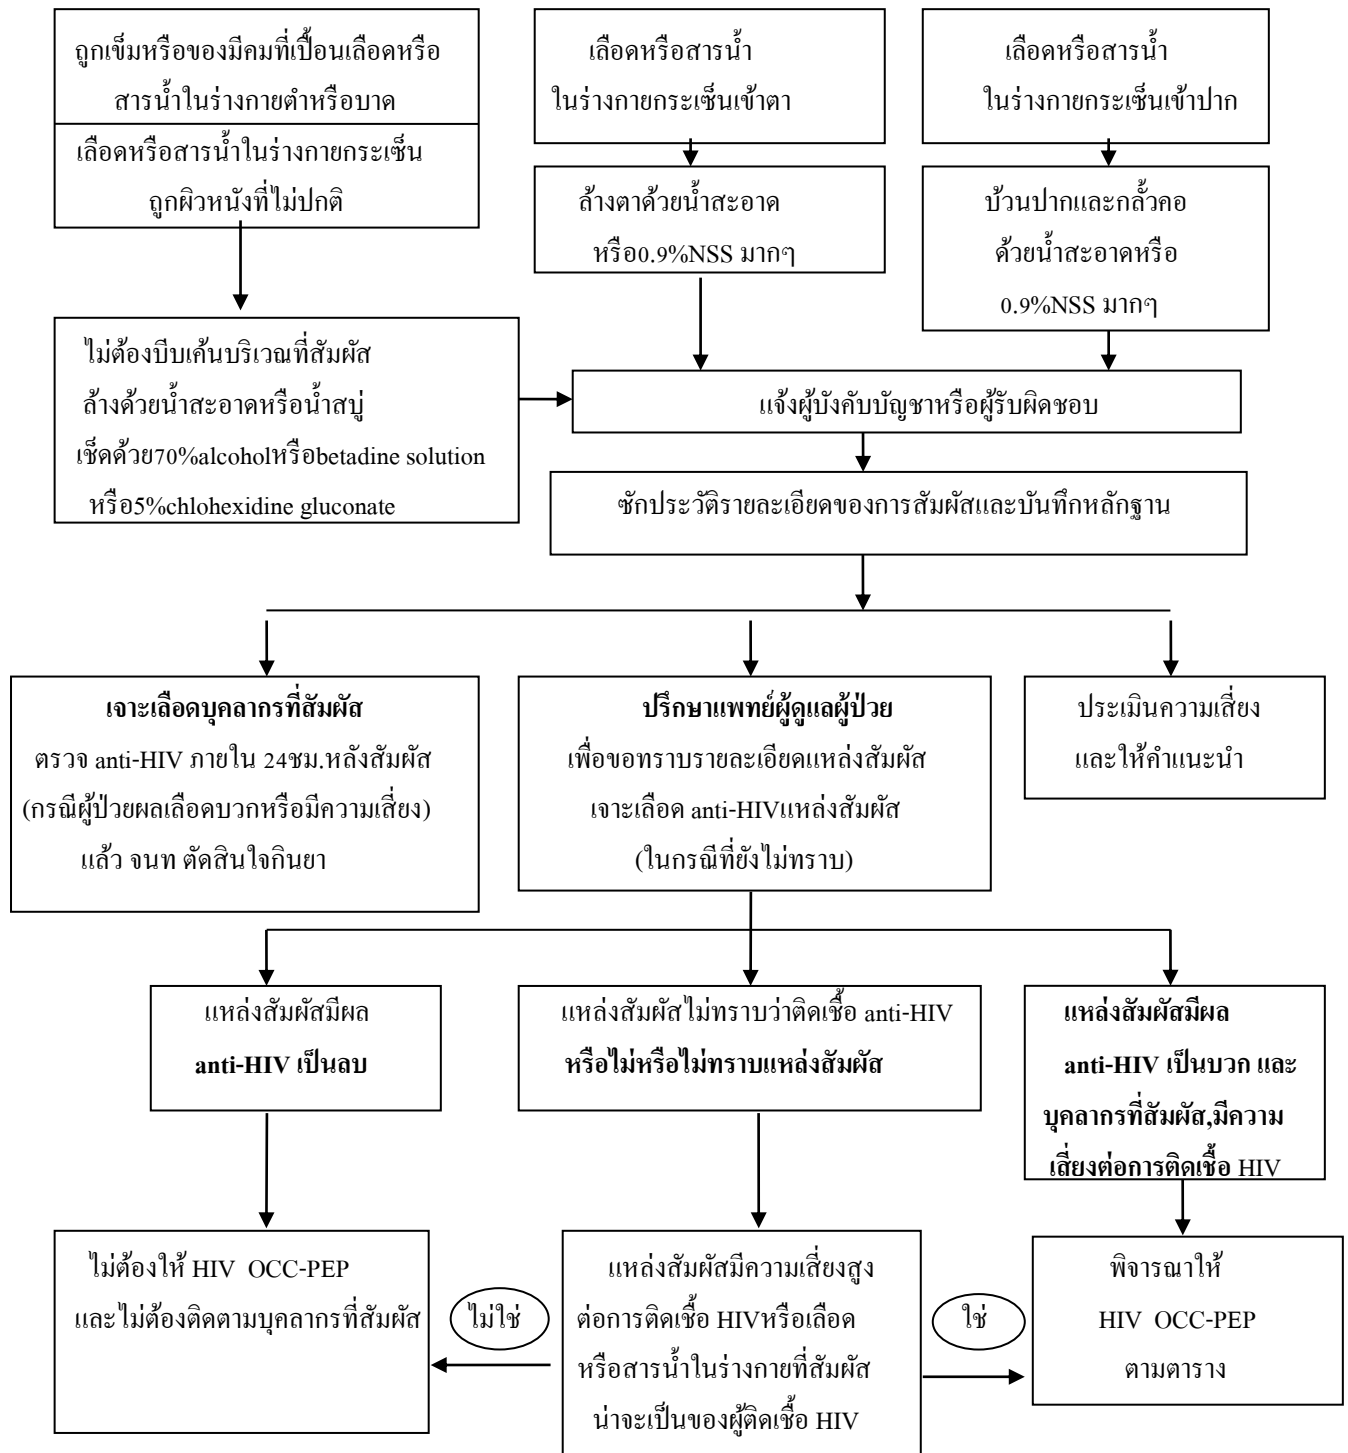 ถูกเข็มหรือของมีคมที่เปื้อนเลือดหรือ
สารน้ำในร่างกายตำหรือบาด
เลือดหรือสารน้ำในร่างกายกระเซ็น
ถูกผิวหนังที่ไม่ปกติ
เลือดหรือสารน้ำ
ในร่างกายกระเซ็นเข้าตา
เลือดหรือสารน้ำ
ในร่างกายกระเซ็นเข้าปาก
ล้างตาด้วยน้ำสะอาด
หรือ0.9%NSS มากๆ
บ้วนปากและกลั้วคอ
ด้วยน้ำสะอาดหรือ
0.9%NSS มากๆ
ไม่ต้องบีบเค้นบริเวณที่สัมผัส
ล้างด้วยน้ำสะอาดหรือน้ำสบู่
เช็ดด้วย70%alcoholหรือbetadine solution
หรือ5%chlohexidine gluconate
แจ้งผู้บังคับบัญชาหรือผู้รับผิดชอบ
ซักประวัติรายละเอียดของการสัมผัสและบันทึกหลักฐาน
เจาะเลือดบุคลากรที่สัมผัส
ตรวจ anti-HIV ภายใน 24ชม.หลังสัมผัส
(กรณีผู้ป่วยผลเลือดบวกหรือมีความเสี่ยง)
แล้ว จนท ตัดสินใจกินยา
ปรึกษาแพทย์ผู้ดูแลผู้ป่วย
เพื่อขอทราบรายละเอียดแหล่งสัมผัส
เจาะเลือด anti-HIVแหล่งสัมผัส
(ในกรณีที่ยังไม่ทราบ)
ประเมินความเสี่ยง
และให้คำแนะนำ
แหล่งสัมผัสมีผล
anti-HIV เป็นลบ
แหล่งสัมผัสไม่ทราบว่าติดเชื้อ anti-HIV
หรือไม่หรือไม่ทราบแหล่งสัมผัส
แหล่งสัมผัสมีผล
anti-HIV เป็นบวก และ
บุคลากรที่สัมผัส,มีความ
เสี่ยงต่อการติดเชื้อ HIV
ไม่ต้องให้ HIV OCC-PEP
และไม่ต้องติดตามบุคลากรที่สัมผัส
ไม่ใช่
แหล่งสัมผัสมีความเสี่ยงสูง
ต่อการติดเชื้อ HIVหรือเลือด
หรือสารน้ำในร่างกายที่สัมผัส
น่าจะเป็นของผู้ติดเชื้อ HIV
ใช่
พิจารณาให้
HIV OCC-PEP
ตามตาราง